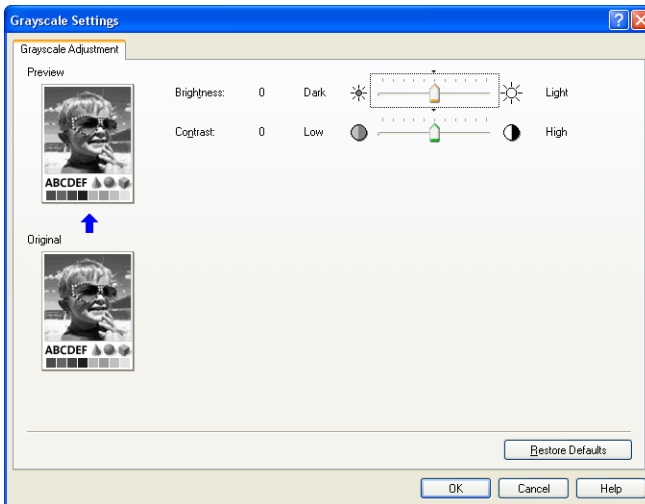 Grayscale Settings
Grayscale Adjustment
Preview
Brightness: 0 Dark Light
Contrast: 0 Low High
ABCDEF
Original
ABCDEF
Restore Defaults
OK Cancel Help